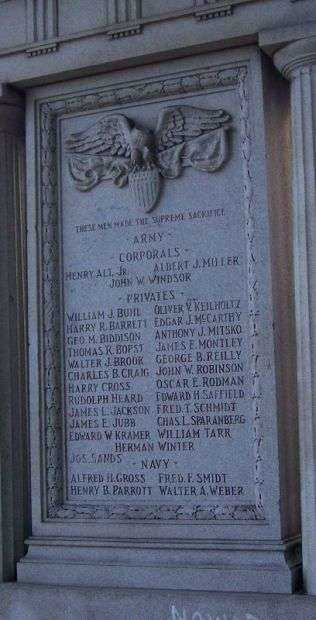 THESE MEN MADE THE SUPREME SACRIFICE
· ARMY ·
· CORPORALS ·
HENRY ALT, JR. ALBERT J. MILLER
JOHN W. WINDSOR
· PRIVATES ·
WILLIAM J. BUHL OLIVER V. KEILHOLTZ
HARRY R. BARRETT EDGAR J. McCARTHY
GEO. M. BIDDISON ANTHONY J. MITSKO
THOMAS K. BOPST JAMES E. MONTLEY
WALTER J. BROOK GEORGE B. REILLY
CHARLES B. CRAIG JOHN W. ROBINSON
HARRY CROSS OSCAR E. RODMAN
RUDOLPH HEARD EDWARD H. SAFFIELD
JAMES L. JACKSON FRED. T. SCHMIDT
JAMES E. JUBB CHAS. L. SPARANBERG
EDWARD W. KRAMER WILLIAM TARR
HERMAN WINTER
JOS. SANDS
· NAVY ·
ALFRED H. GROSS FRED. F. SMIDT
HENRY B. PARROTT WALTER A. WEBER